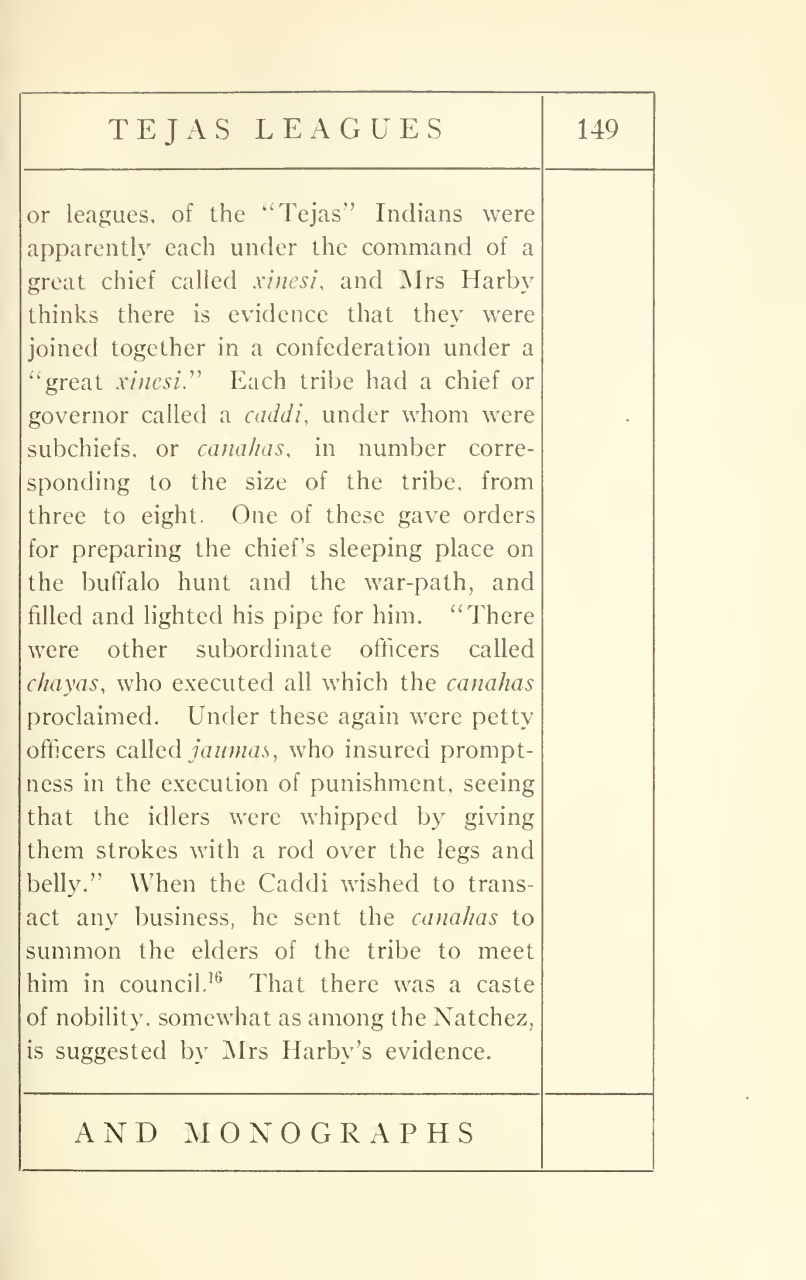 TEJAS LEAGUES
149
or leagues, of the “Tejas” Indians were
apparently each under the command of a
great chief called xinesi, and Mrs Harby
thinks there is evidence that they were
joined together in a confederation under a
“great xinesi.” Each tribe had a chief or
governor called a caddi, under whom were
subchiefs, or canahas, in number corre-
sponding to the size of the tribe, from
three to eight. One of these gave orders
for preparing the chief’s sleeping place on
the buffalo hunt and the war-path, and
filled and lighted his pipe for him. “There
were other subordinate officers called
chayas, who executed all which the canahas
proclaimed. Under these again were petty
officers called jaumas, who insured prompt-
ness in the execution of punishment, seeing
that the idlers were whipped by giving
them strokes with a rod over the legs and
belly.” When the Caddi wished to trans-
act any business, he sent the canahas to
summon the elders of the tribe to meet
him in council.¹⁶ That there was a caste
of nobility, somewhat as among the Natchez,
is suggested by Mrs Harby’s evidence.
AND MONOGRAPHS